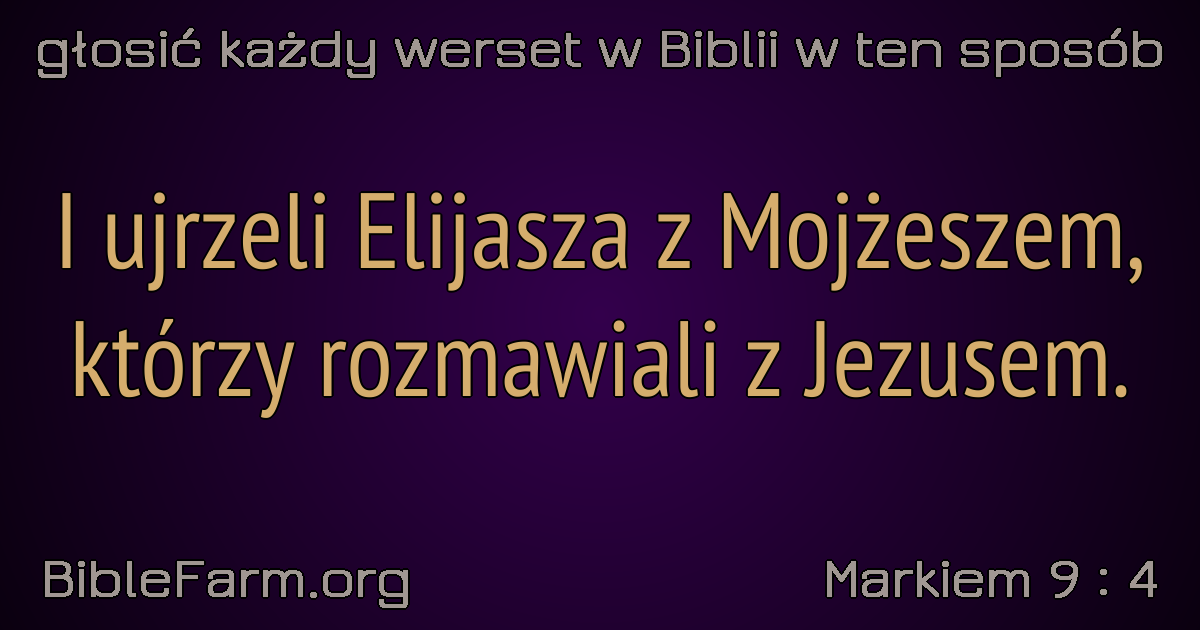 głosić każdy werset w Biblii w ten sposób
I ujrzeli Elijasza z Mojżeszem,
którzy rozmawiali z Jezusem.
BibleFarm.org
Markiem 9 : 4